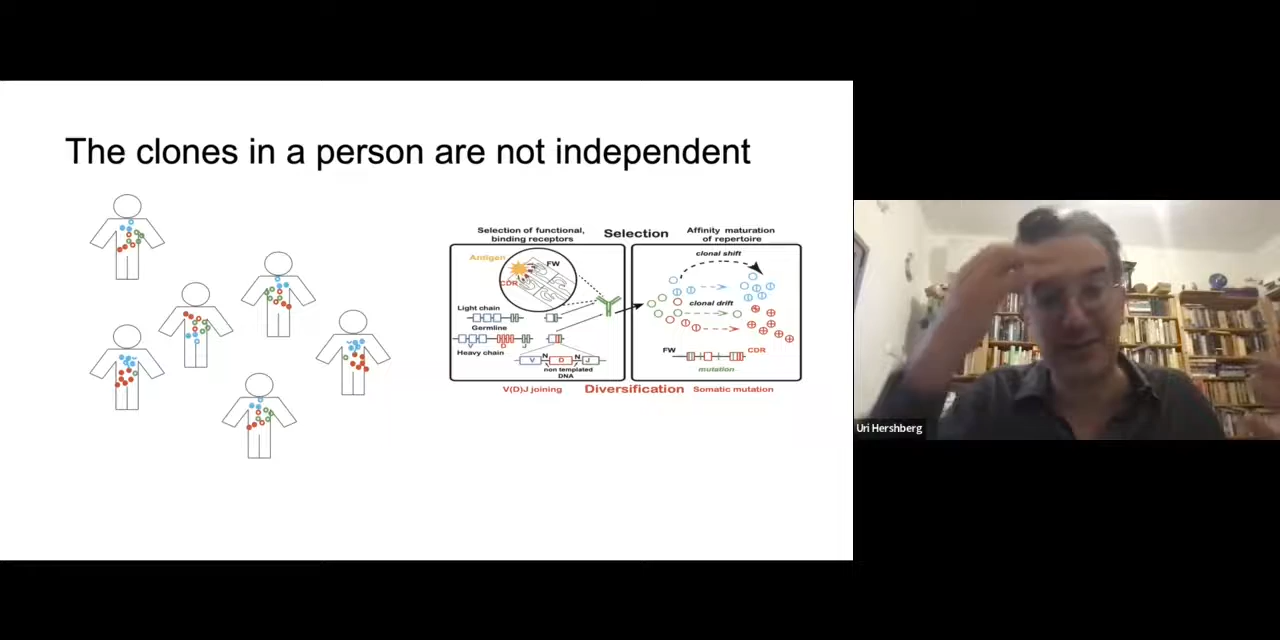 The clones in a person are not independent
Selection of functional,
binding receptors
Selection
Affinity maturation
of repertoire
Antigen
FW
CDR
Light chain
Germline
V
D
J
Heavy chain
V
N
D
N
J
non templated
DNA
clonal shift
clonal drift
FW
CDR
mutation
V(D)J joining
Diversification
Somatic mutation
Uri Hershberg